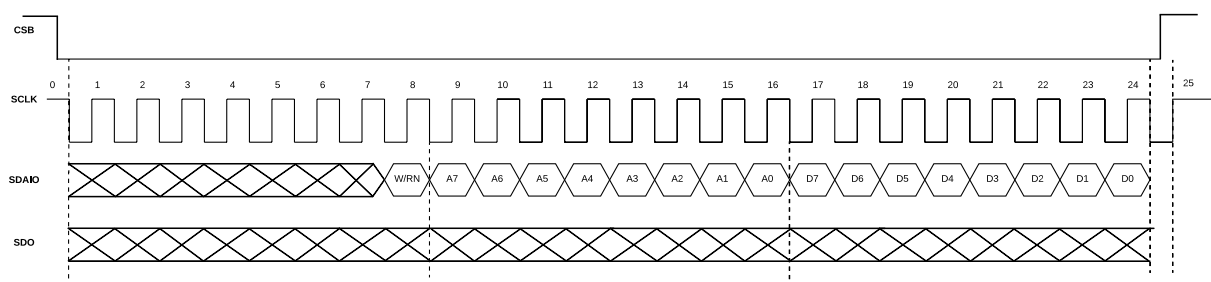 CSB
0 1 2 3 4 5 6 7 8 9 10 11 12 13 14 15 16 17 18 19 20 21 22 23 24 25
SCLK
SDAIO W/RN A7 A6 A5 A4 A3 A2 A1 A0 D7 D6 D5 D4 D3 D2 D1 D0
SDO